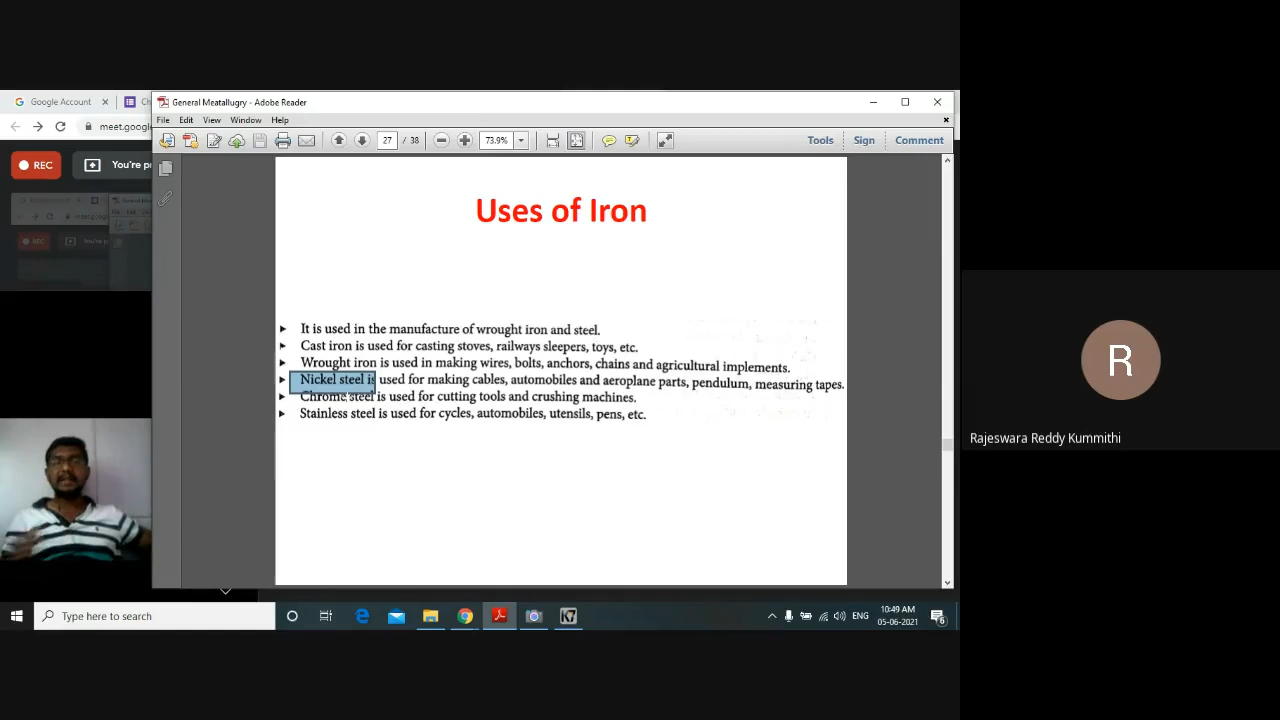 Google Account
Ch
General Meatallugry - Adobe Reader
File Edit View Window Help
meet.google
27 / 38
73.9%
Tools Sign Comment
REC
You're pr
REC
Uses of Iron
It is used in the manufacture of wrought iron and steel.
Cast iron is used for casting stoves, railways sleepers, toys, etc.
Wrought iron is used in making wires, bolts, anchors, chains and agricultural implements.
Nickel steel is used for making cables, automobiles and aeroplane parts, pendulum, measuring tapes.
Chrome steel is used for cutting tools and crushing machines.
Stainless steel is used for cycles, automobiles, utensils, pens, etc.
R
Rajeswara Reddy Kummithi
Type here to search
K7
ENG
10:49 AM
05-06-2021
6